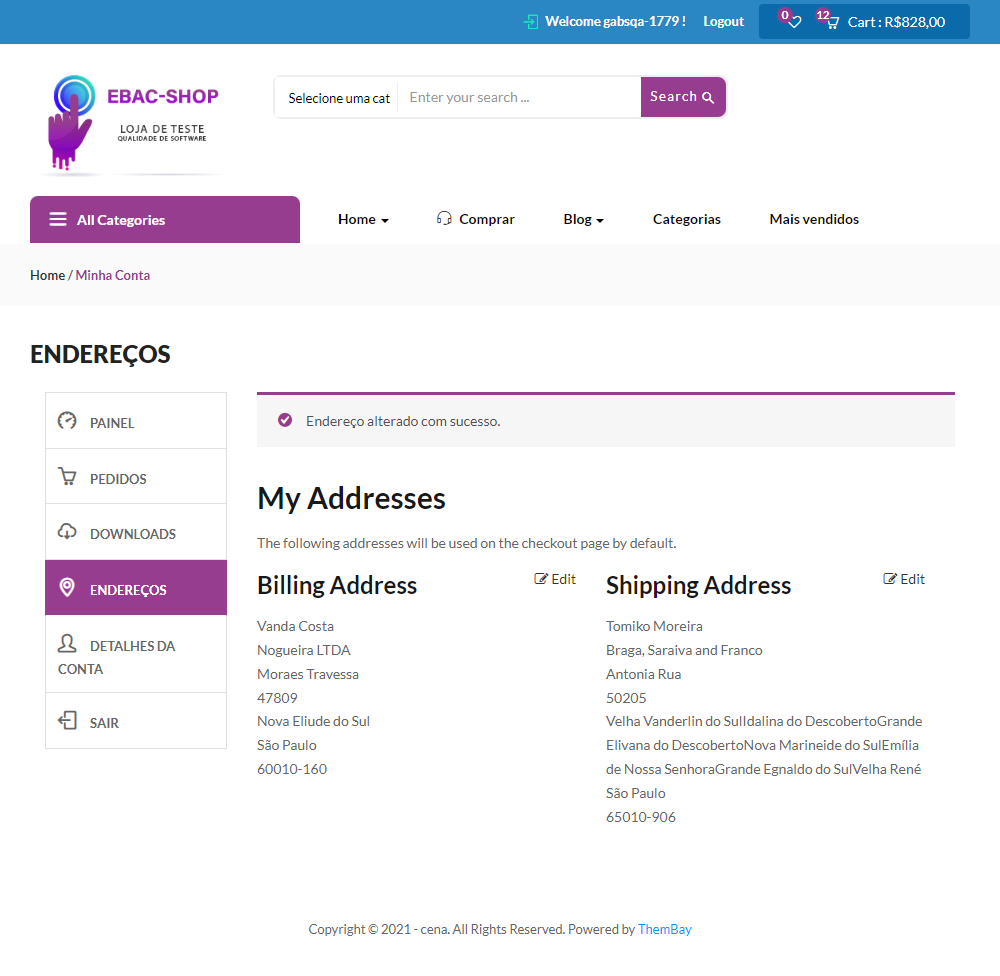 Welcome gabsqa-1779 ! Logout 0 12 Cart : R$828,00
EBAC-SHOP
LOJA DE TESTE
QUALIDADE DE SOFTWARE
Selecione uma cat Enter your search ... Search
All Categories Home Comprar Blog Categorias Mais vendidos
Home / Minha Conta
ENDEREÇOS
PAINEL
PEDIDOS
DOWNLOADS
ENDEREÇOS
DETALHES DA
CONTA
SAIR
Endereço alterado com sucesso.
My Addresses
The following addresses will be used on the checkout page by default.
Billing Address Edit
Vanda Costa
Nogueira LTDA
Moraes Travessa
47809
Nova Eliude do Sul
São Paulo
60010-160
Shipping Address Edit
Tomiko Moreira
Braga, Saraiva and Franco
Antonia Rua
50205
Velha Vanderlin do SulIdalina do DescobertoGrande
Elivana do DescobertoNova Marineide do SulEmília
de Nossa SenhoraGrande Egnaldo do SulVelha René
São Paulo
65010-906
Copyright © 2021 - cena. All Rights Reserved. Powered by ThemBay